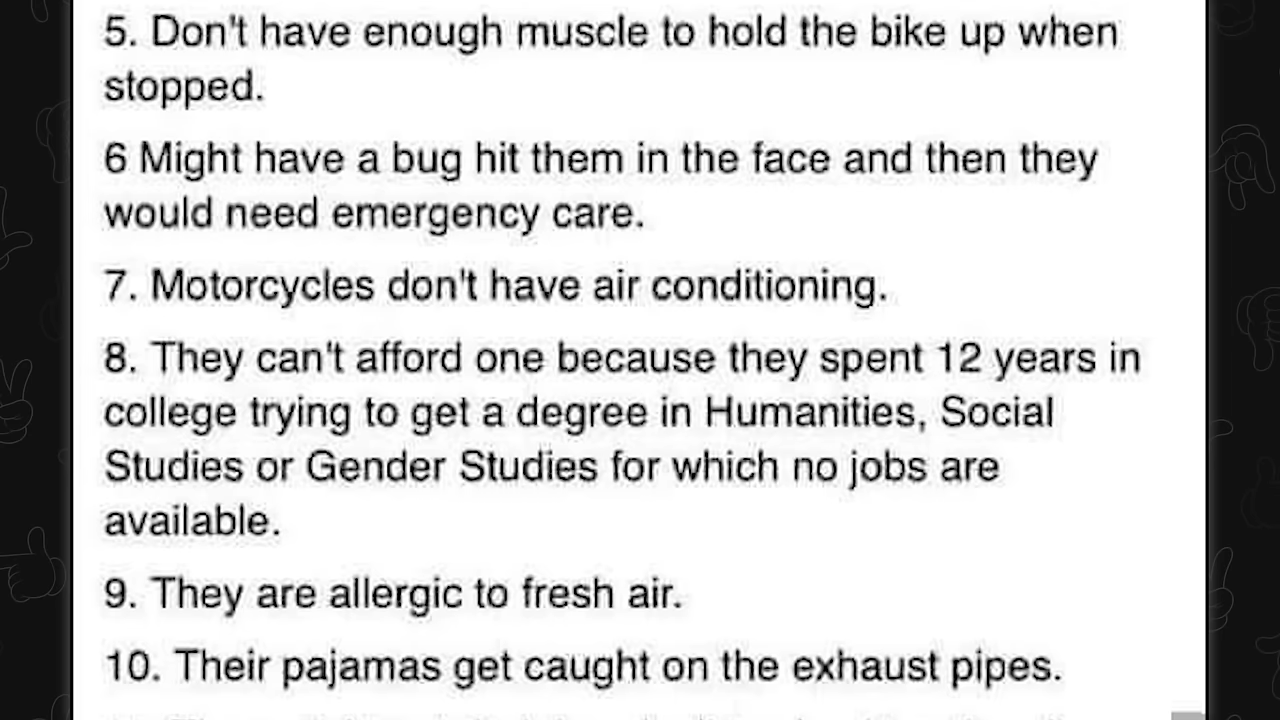 5. Don't have enough muscle to hold the bike up when
stopped.
6 Might have a bug hit them in the face and then they
would need emergency care.
7. Motorcycles don't have air conditioning.
8. They can't afford one because they spent 12 years in
college trying to get a degree in Humanities, Social
Studies or Gender Studies for which no jobs are
available.
9. They are allergic to fresh air.
10. Their pajamas get caught on the exhaust pipes.